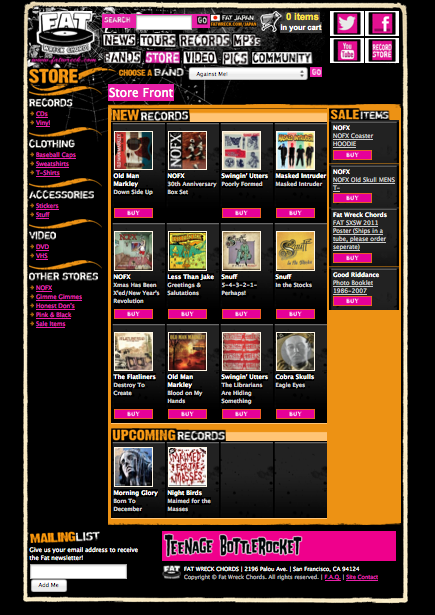 FAT
WRECK CHORDS
www.fatwreck.com
SEARCH GO FAT JAPAN
FATWRECK.COM/JAPAN
0 items
in your cart
You
Tube
RECORD
STORE
NEWS TOURS RECORDS MP3s
BANDS STORE VIDEO PICS COMMUNITY
CHOOSE A BAND Against Me! GO
STORE
RECORDS
+ CDs
+ Vinyl
CLOTHING
+ Baseball Caps
+ Sweatshirts
+ T-Shirts
ACCESSORIES
+ Stickers
+ Stuff
VIDEO
+ DVD
+ VHS
OTHER STORES
+ NOFX
+ Gimme Gimmes
+ Honest Don's
+ Pink & Black
+ Sale Items
Store Front
NEW RECORDS
NOFX
Old Man
Markley
Down Side Up
BUY
NOFX
30th Anniversary
Box Set
BUY
Swingin' Utters
Poorly Formed
BUY
Masked Intruder
Masked Intruder
BUY
NOFX
Xmas Has Been
X'ed/New Year's
Revolution
BUY
Less Than Jake
Greetings &
Salutations
BUY
Snuff
5-4-3-2-1-
Perhaps!
BUY
Snuff
Snuff
In the Stocks
BUY
The Flatliners
Destroy To
Create
BUY
Old Man
Markley
Blood on My
Hands
BUY
Swingin' Utters
The Librarians
Are Hiding
Something
BUY
Cobra Skulls
Eagle Eyes
BUY
UPCOMING RECORDS
Morning Glory
Born To
December
MAIMED
FOR THE
MASSES
Night Birds
Maimed for the
Masses
SALE ITEMS
NOFX
NOFX Coaster
HOODIE
BUY
NOFX
NOFX Old Skull MENS
T-
BUY
Fat Wreck Chords
FAT SXSW 2011
Poster (Ships in a
tube, please order
seperate)
BUY
Good Riddance
Photo Booklet
1986-2007
BUY
MAILING LIST
Give us your email address to receive
the Fat newsletter!
Add Me
TEENAGE BOTTLEROCKET
FAT
FAT WRECK CHORDS | 2196 Palou Ave. | San Francisco, CA 94124
Copyright © Fat Wreck Chords. All rights reserved. | F.A.Q. | Site Contact